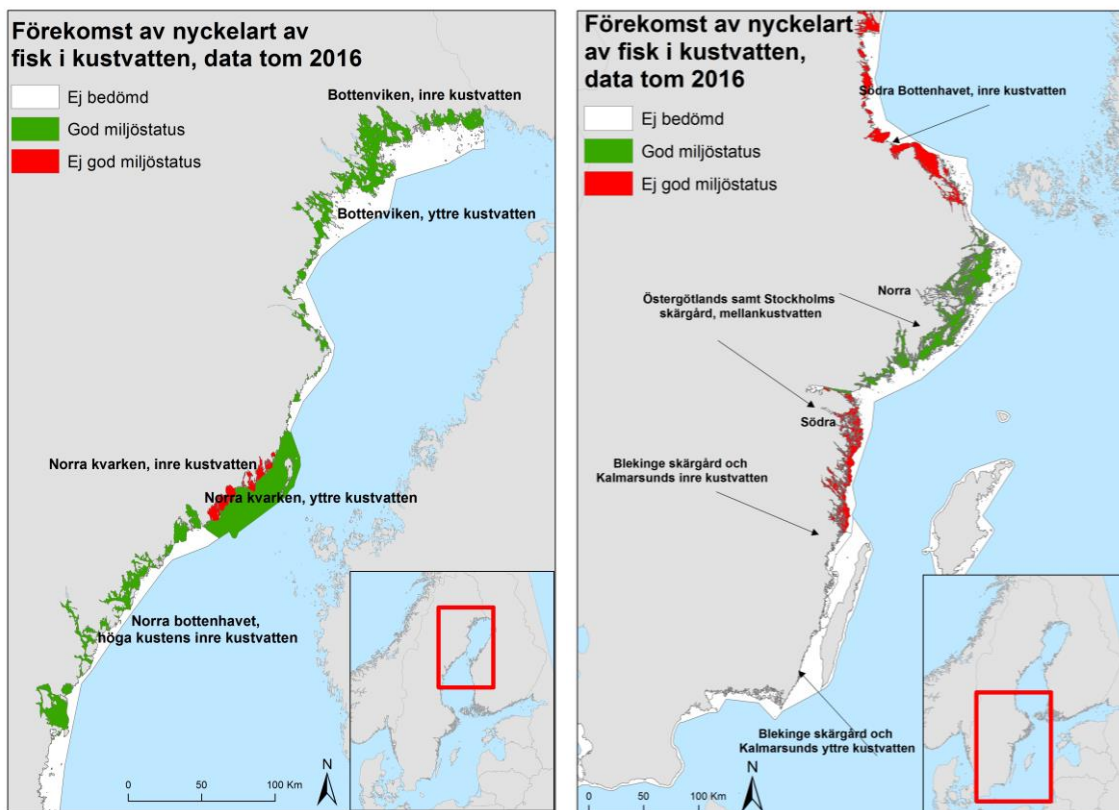 Förekomst av nyckelart av
fisk i kustvatten, data tom 2016
Ej bedömd
God miljöstatus
Ej god miljöstatus
Bottenviken, inre kustvatten
Bottenviken, yttre kustvatten
Norra kvarken, inre kustvatten
Norra kvarken, yttre kustvatten
Norra bottenhavet,
höga kustens inre kustvatten
0 50 100 Km
N
Förekomst av nyckelart
av fisk i kustvatten,
data tom 2016
Ej bedömd
God miljöstatus
Ej god miljöstatus
Södra Bottenhavet, inre kustvatten
Norra
Östergötlands samt Stockholms
skärgård, mellankustvatten
Södra
Blekinge skärgård och
Kalmarsunds inre kustvatten
Blekinge skärgård och
Kalmarsunds yttre kustvatten
0 50 100 Km
N